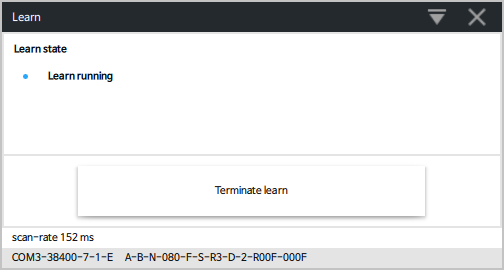 Learn
Learn state
Learn running
Terminate learn
scan-rate 152 ms
COM3-38400-7-1-E A-B-N-080-F-S-R3-D-2-R00F-000F